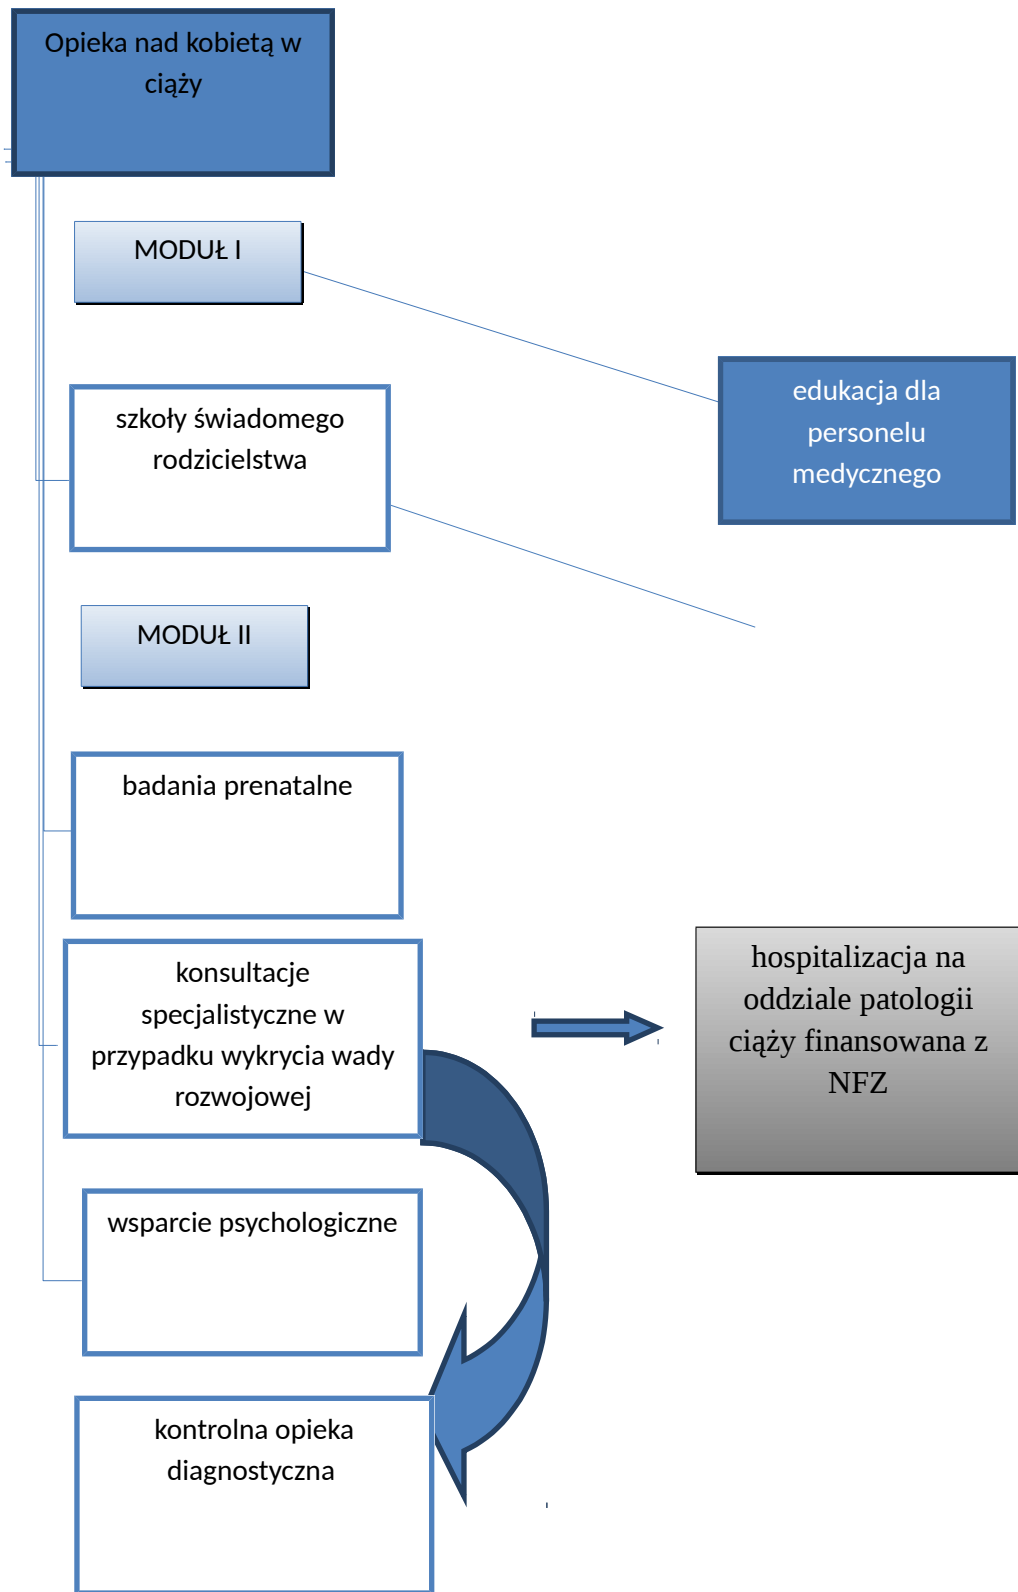 Opieka nad kobietą w
ciąży
MODUŁ I
edukacja dla
personelu
medycznego
szkoły świadomego
rodzicielstwa
MODUŁ II
badania prenatalne
konsultacje
specjalistyczne w
przypadku wykrycia wady
rozwojowej
hospitalizacja na
oddziale patologii
ciąży finansowana z
NFZ
wsparcie psychologiczne
kontrolna opieka
diagnostyczna